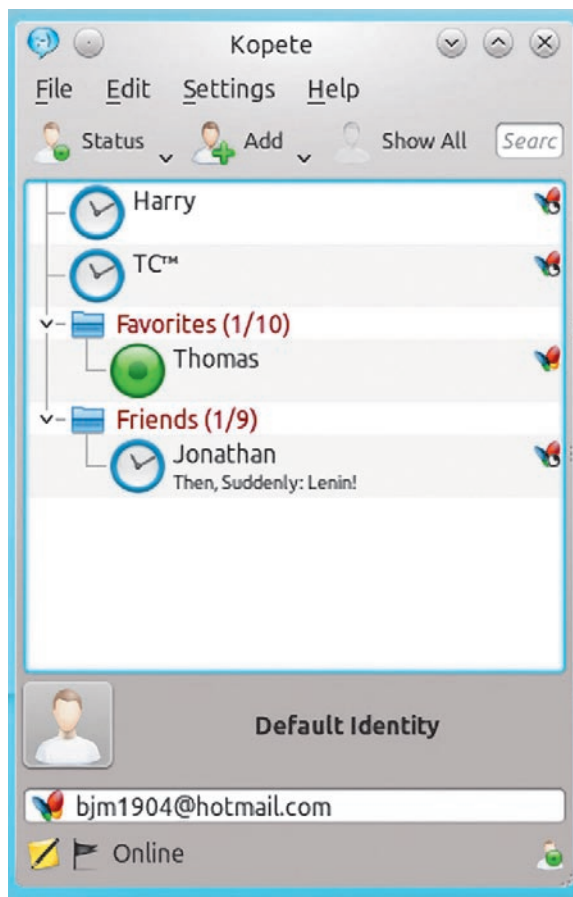 Kopete
File Edit Settings Help
Status Add Show All Searc
Harry
TC™
Favorites (1/10)
Thomas
Friends (1/9)
Jonathan
Then, Suddenly: Lenin!
Default Identity
bjm1904@hotmail.com
Online